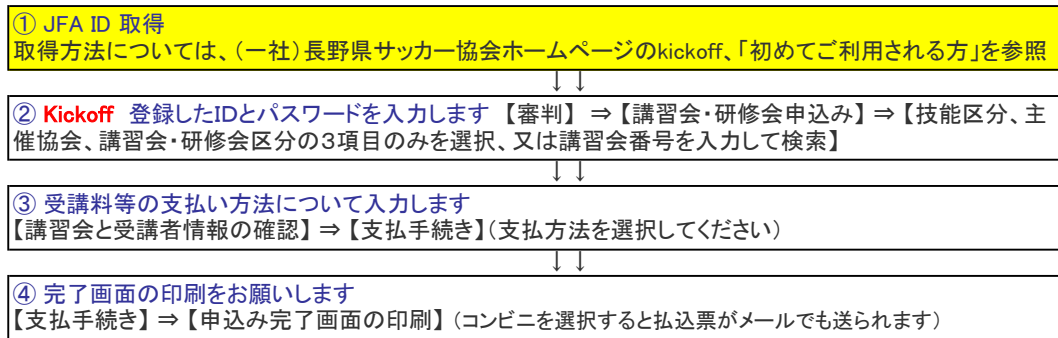 ① JFA ID 取得
取得方法については、（一社）長野県サッカー協会ホームページのkickoff、「初めてご利用される方」を参照
↓ ↓
② Kickoff 登録したIDとパスワードを入力します 【審判】 ⇒【講習会・研修会申込み】⇒【技能区分、主
催協会、講習会・研修会区分の３項目のみを選択、又は講習会番号を入力して検索】
↓ ↓
③ 受講料等の支払い方法について入力します
【講習会と受講者情報の確認】⇒【支払手続き】（支払方法を選択してください）
↓ ↓
④ 完了画面の印刷をお願いします
【支払手続き】⇒【申込み完了画面の印刷】（コンビニを選択すると払込票がメールでも送られます）